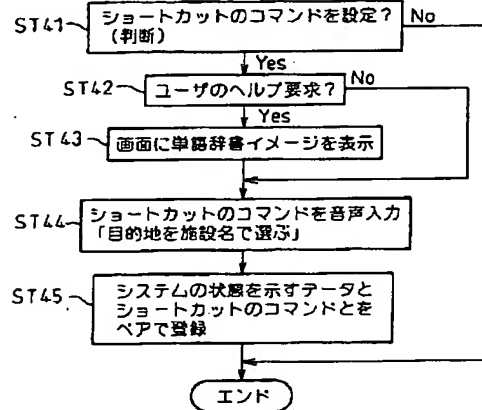 ST41
ショートカットのコマンドを設定?
(判断)
No
Yes
ST42
ユーザのヘルプ要求?
No
Yes
ST43
画面に単語辞書イメージを表示
ST44
ショートカットのコマンドを音声入力
「目的地を施設名で選ぶ」
ST45
システムの状態を示すデータと
ショートカットのコマンドとを
ペアで登録
エンド